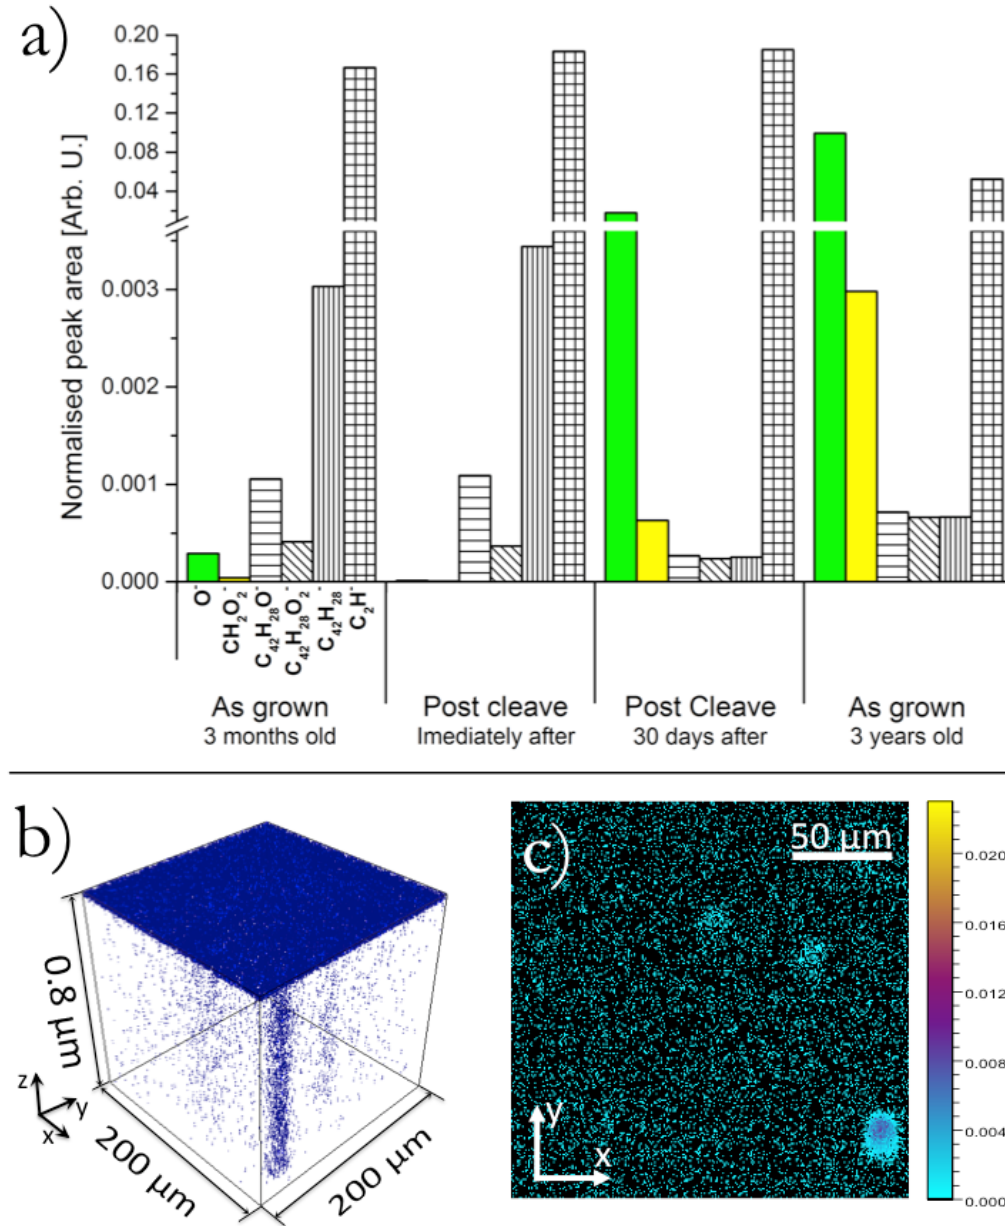 a)
Normalised peak area [Arb. U.]
0.20
0.16
0.12
0.08
0.04
0.003
0.002
0.001
0.000
O⁻
CH₂O₂⁻
C₄₂H₂₈O⁻
C₄₂H₂₈O₂⁻
C₄₂H₂₈⁻
C₂H⁻
As grown
3 months old
Post cleave
Imediately after
Post Cleave
30 days after
As grown
3 years old
b)
0.8 µm
200 µm
200 µm
z
y
x
c)
50 µm
y
x
0.020
0.016
0.012
0.008
0.004
0.000